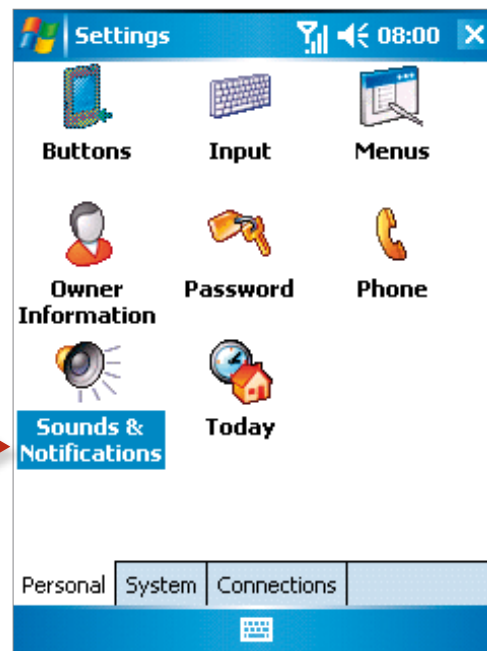 Settings 08:00
Buttons Input Menus
Owner Information Password Phone
Sounds & Notifications Today
Personal System Connections